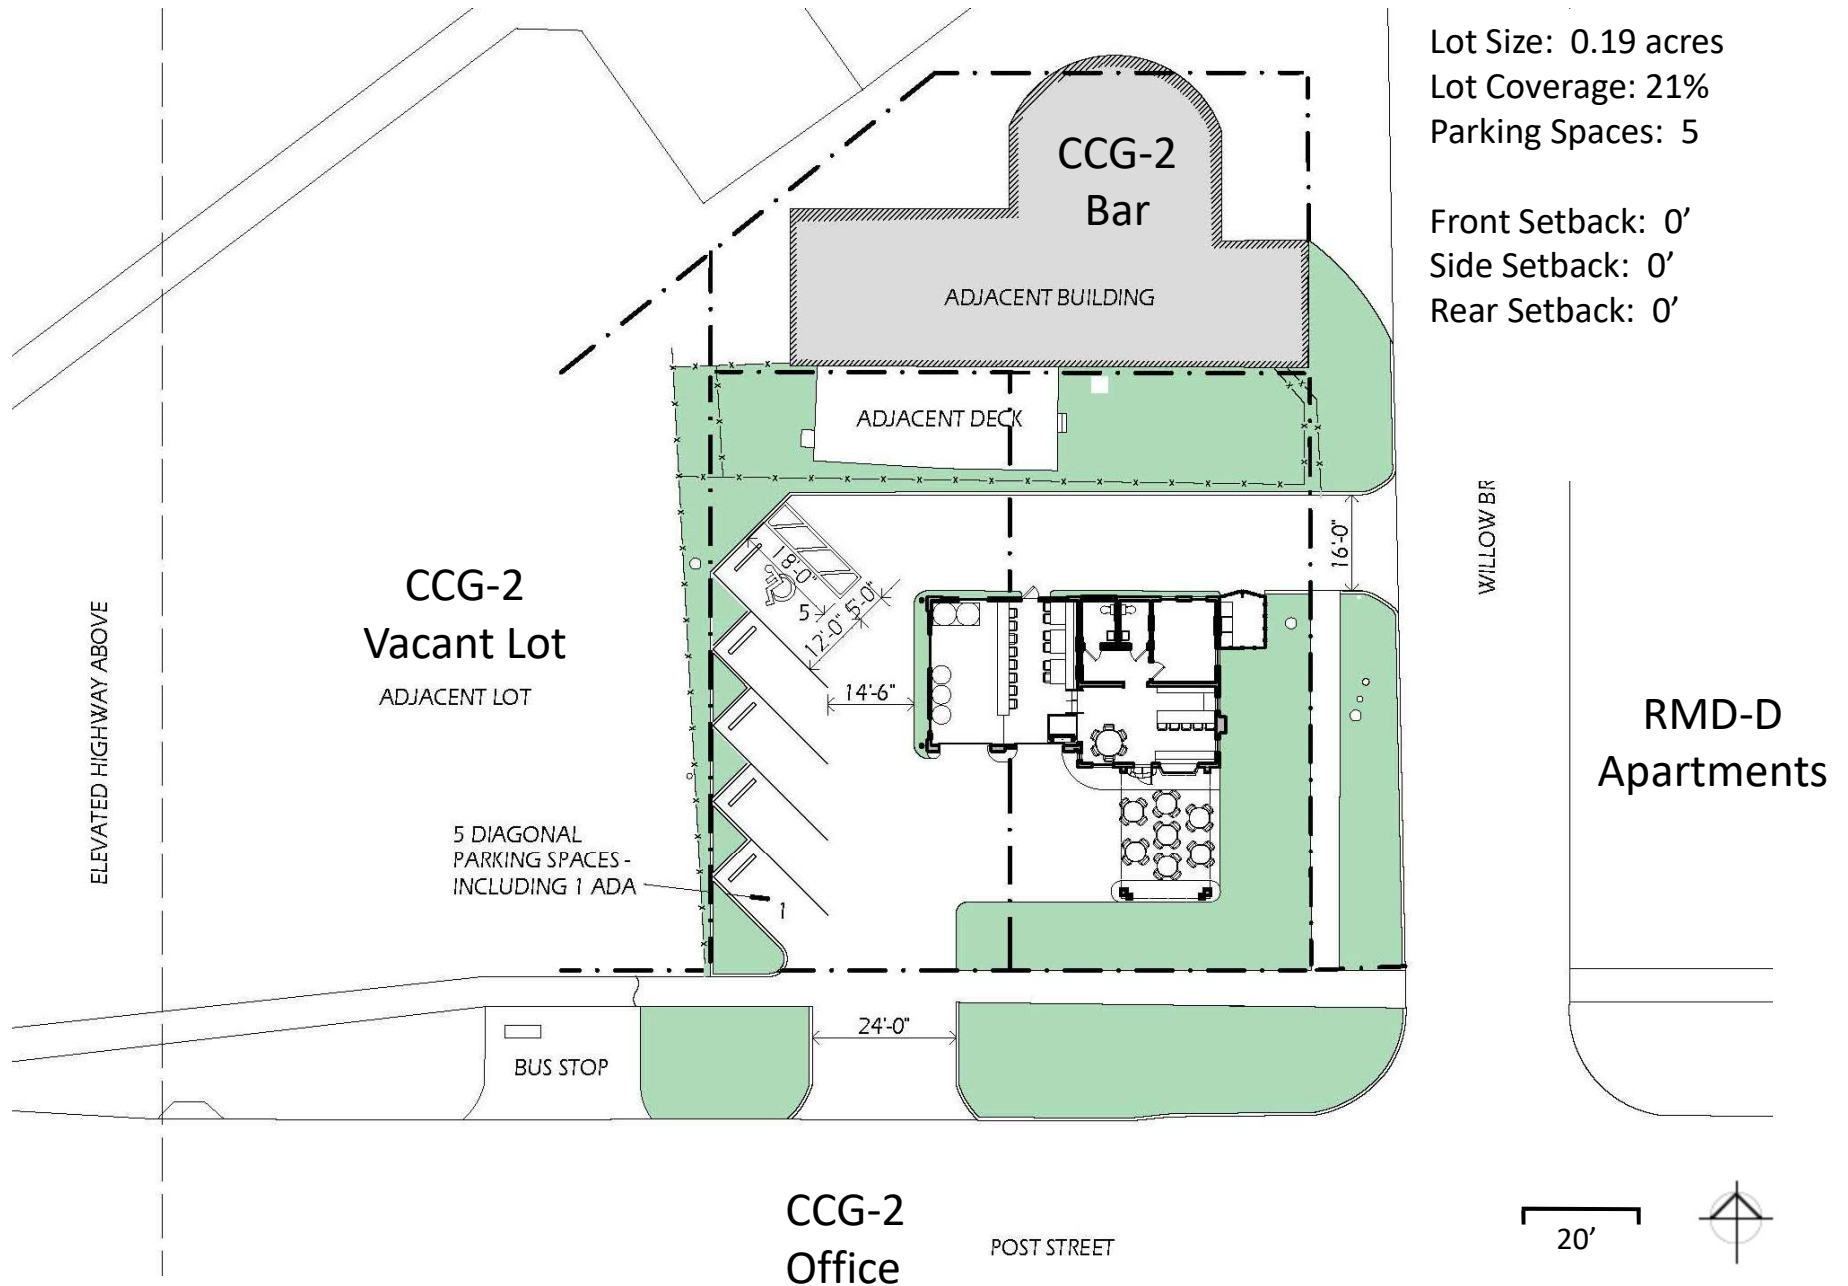 Lot Size: 0.19 acres
Lot Coverage: 21%
Parking Spaces: 5
Front Setback: 0’
Side Setback: 0’
Rear Setback: 0’
CCG-2
Bar
ADJACENT BUILDING
ADJACENT DECK
WILLOW BR
16'-0"
18'-0"
5
12'-0"
5'-0"
14'-6"
CCG-2
Vacant Lot
ADJACENT LOT
ELEVATED HIGHWAY ABOVE
RMD-D
Apartments
5 DIAGONAL
PARKING SPACES -
INCLUDING 1 ADA
1
24'-0"
BUS STOP
CCG-2
Office
POST STREET
20’